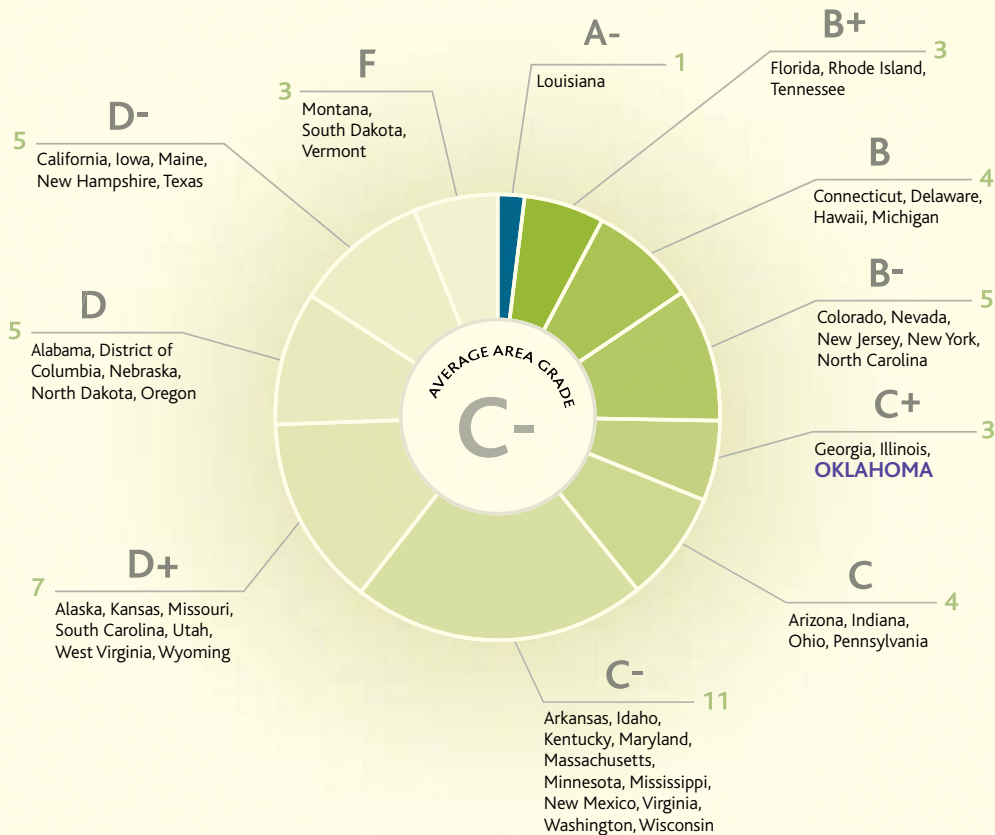 A-
1
Louisiana
B+
3
Florida, Rhode Island,
Tennessee
B
4
Connecticut, Delaware,
Hawaii, Michigan
B-
5
Colorado, Nevada,
New Jersey, New York,
North Carolina
C+
3
Georgia, Illinois,
OKLAHOMA
C
4
Arizona, Indiana,
Ohio, Pennsylvania
C-
11
Arkansas, Idaho,
Kentucky, Maryland,
Massachusetts,
Minnesota, Mississippi,
New Mexico, Virginia,
Washington, Wisconsin
D+
7
Alaska, Kansas, Missouri,
South Carolina, Utah,
West Virginia, Wyoming
D
5
Alabama, District of
Columbia, Nebraska,
North Dakota, Oregon
D-
5
California, Iowa, Maine,
New Hampshire, Texas
F
3
Montana,
South Dakota,
Vermont
AVERAGE AREA GRADE
C-